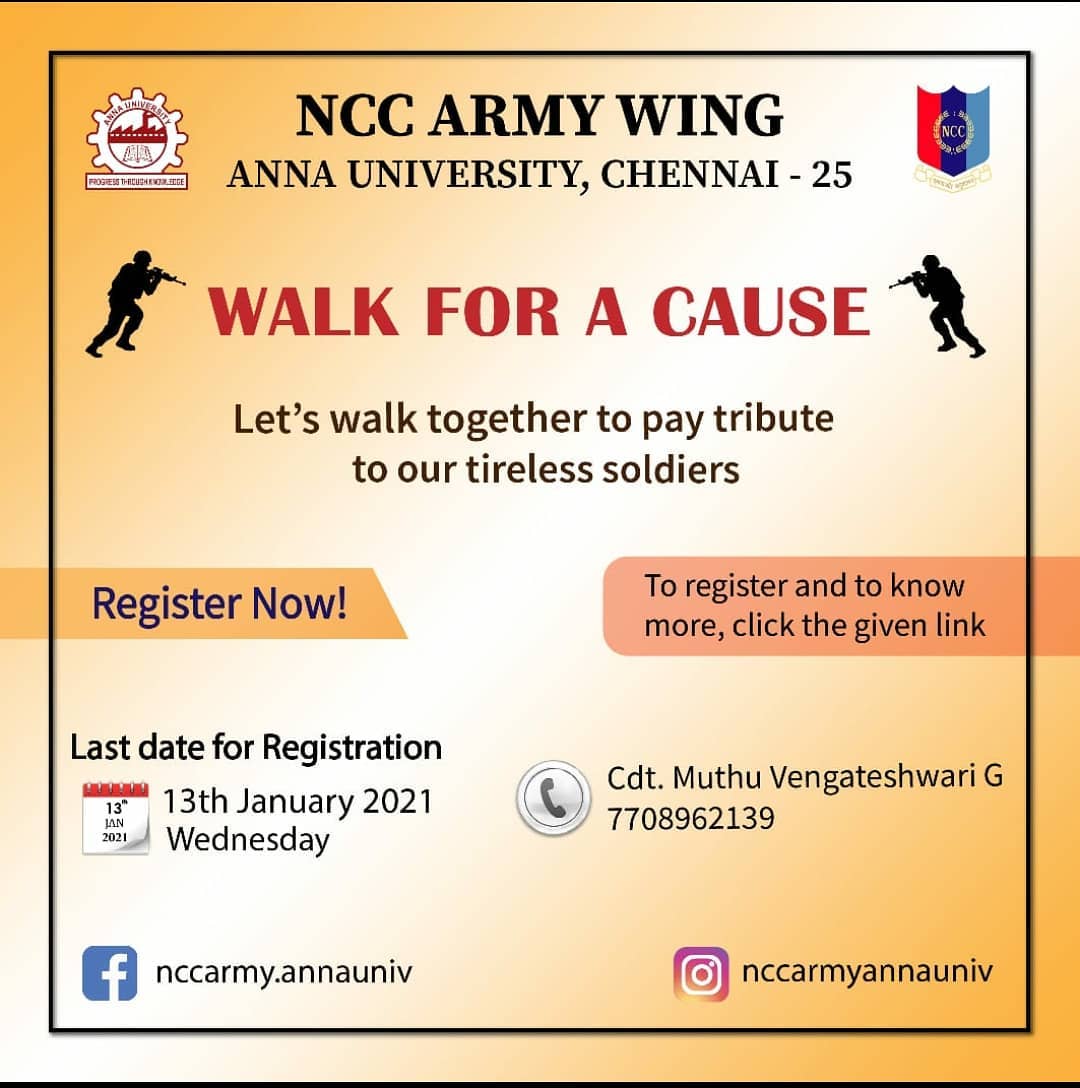 ANNA UNIVERSITY
PROGRESS THROUGH KNOWLEDGE
NCC ARMY WING
ANNA UNIVERSITY, CHENNAI - 25
NCC
WALK FOR A CAUSE
Let's walk together to pay tribute
to our tireless soldiers
Register Now!
To register and to know
more, click the given link
Last date for Registration
13th
JAN
2021
13th January 2021
Wednesday
Cdt. Muthu Vengateshwari G
7708962139
nccarmy.annauniv
nccarmyannauniv